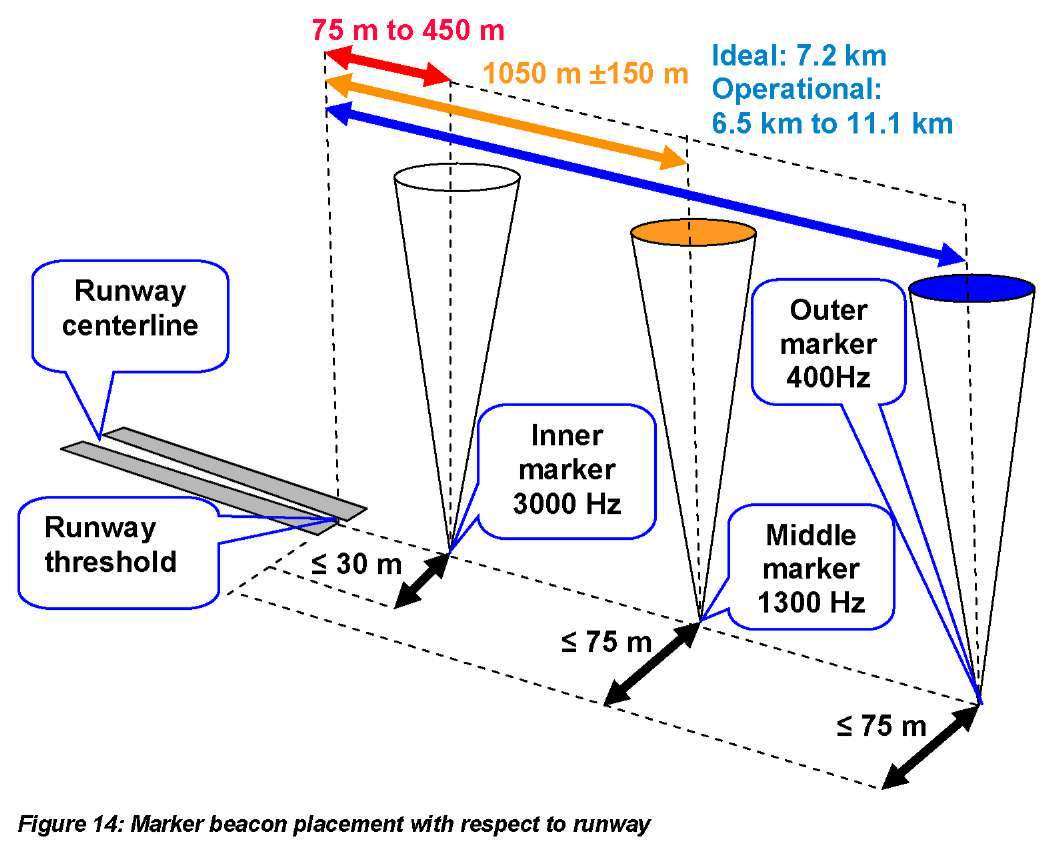 75 m to 450 m
1050 m ±150 m
Ideal: 7.2 km
Operational:
6.5 km to 11.1 km
Runway
centerline
Outer
marker
400Hz
Inner
marker
3000 Hz
Runway
threshold
≤ 30 m
Middle
marker
1300 Hz
≤ 75 m
≤ 75 m
Figure 14: Marker beacon placement with respect to runway